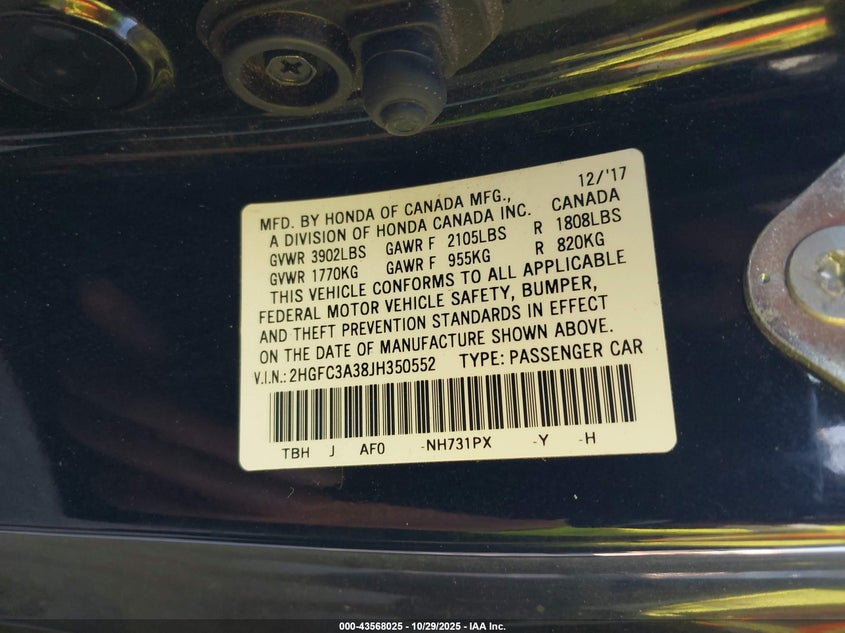 12/'17
MFD. BY HONDA OF CANADA MFG.,
A DIVISION OF HONDA CANADA INC. CANADA
GVWR 3902LBS GAWR F 2105LBS R 1808LBS
GVWR 1770KG GAWR F 955KG R 820KG
THIS VEHICLE CONFORMS TO ALL APPLICABLE
FEDERAL MOTOR VEHICLE SAFETY, BUMPER,
AND THEFT PREVENTION STANDARDS IN EFFECT
ON THE DATE OF MANUFACTURE SHOWN ABOVE.
V.I.N.: 2HGFC3A38JH350552 TYPE: PASSENGER CAR
TBH J AF0 -NH731PX -Y -H
000-43568025 - 10/29/2025 - IAA Inc.